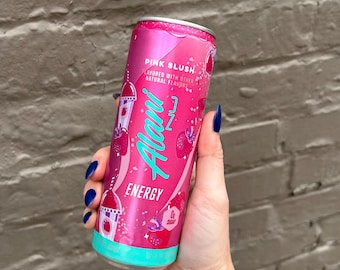 PINK SLUSH
FLAVORED WITH OTHER
NATURAL FLAVORS
Alani
NU
ENERGY